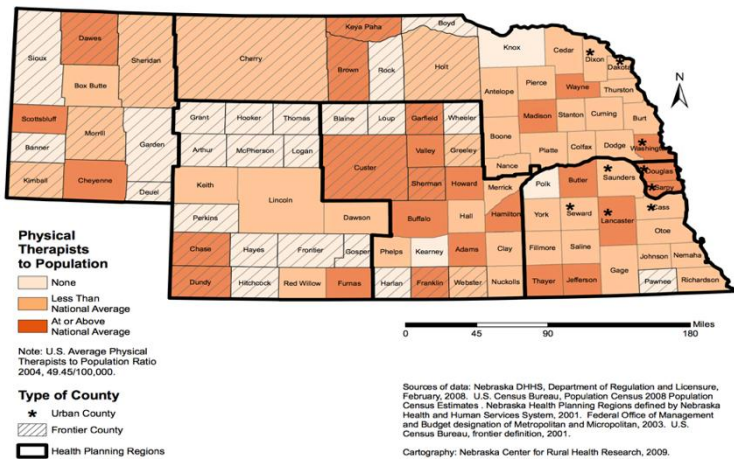 Keya Paha Boyd
Dawes
Sioux Sheridan Cherry Brown Rock Holt Knox Cedar Dixon Dakota
Box Butte
Pierce Wayne Thurston
Antelope
Scottsbluff Morrill Garden Grant Hooker Thomas Blaine Loup Garfield Wheeler Madison Stanton Cuming Burt
Banner Arthur McPherson Logan Custer Valley Greeley Boone Platte Colfax Dodge Washington
Kimball Cheyenne Deuel Keith Lincoln Sherman Howard Nance Merrick Polk Butler Saunders Douglas
Sarpy
Perkins Dawson Buffalo Hall Hamilton York Seward Lancaster Cass
Otoe
Chase Hayes Frontier Gosper Phelps Kearney Adams Clay Filmore Saline Johnson Nemaha
Gage
Dundy Hitchcock Red Willow Furnas Harlan Franklin Webster Nuckolls Thayer Jefferson Pawnee Richardson
N
Physical
Therapists
to Population
None
Less Than
National Average
At or Above
National Average
Note: U.S. Average Physical
Therapists to Population Ratio
2004, 49.45/100,000.
Type of County
Urban County
Frontier County
Health Planning Regions
Miles
0 45 90 180
Sources of data: Nebraska DHHS, Department of Regulation and Licensure,
February, 2008. U.S. Census Bureau, Population Census 2008 Population
Census Estimates . Nebraska Health Planning Regions defined by Nebraska
Health and Human Services System, 2001. Federal Office of Management
and Budget designation of Metropolitan and Micropolitan, 2003. U.S.
Census Bureau, frontier definition, 2001.
Cartography: Nebraska Center for Rural Health Research, 2009.